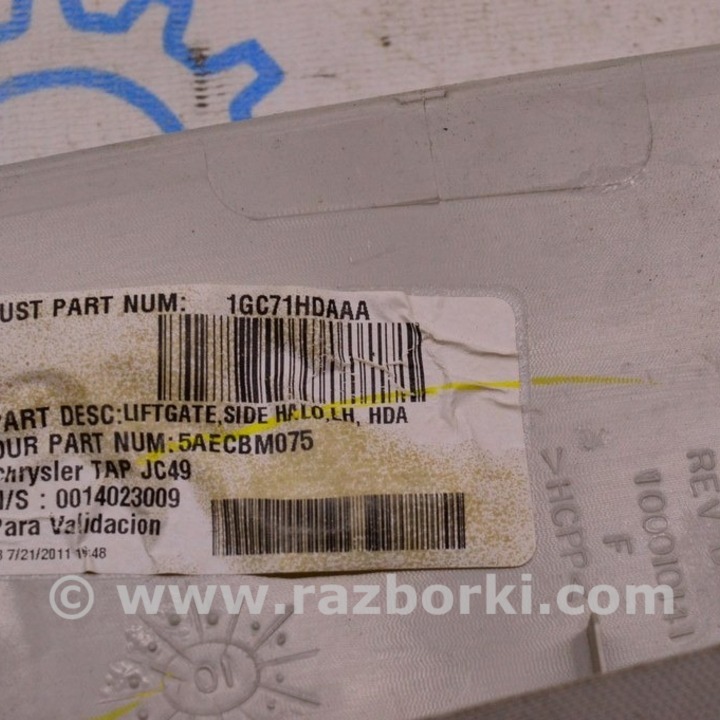 UST PART NUM: 1GC71HDAAA
PART DESC:LIFTGATE,SIDE HALO,LH, HDA
OUR PART NUM:5AECBM075
Chrysler TAP JC49
M/S : 0014023009
Para Validacion
7/21/2011
© www.razborki.com
>HCPP
F
REV
10